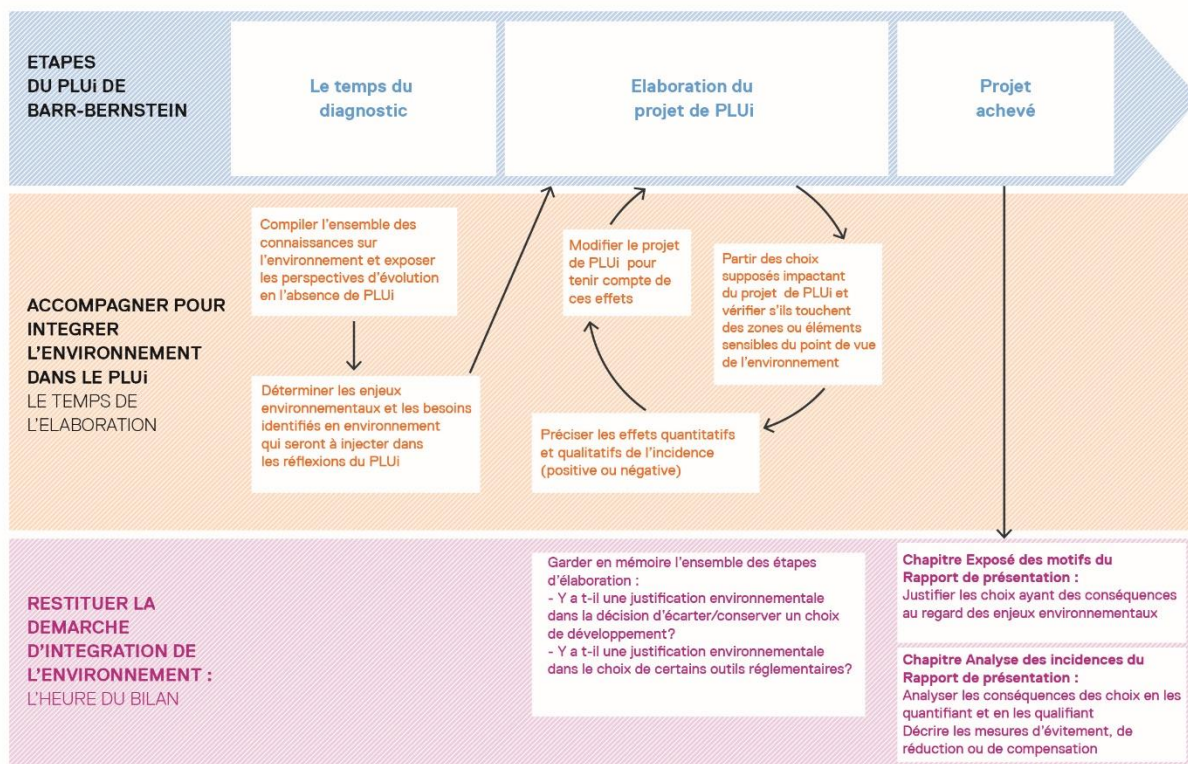 ETAPES
DU PLUi DE
BARR-BERNSTEIN
Le temps du
diagnostic
Elaboration du
projet de PLUi
Projet
achevé
ACCOMPAGNER POUR
INTEGRER
L'ENVIRONNEMENT
DANS LE PLUi
LE TEMPS DE
L'ELABORATION
Compiler l'ensemble des
connaissances sur
l'environnement et exposer
les perspectives d'évolution
en l'absence de PLUi
Déterminer les enjeux
environnementaux et les besoins
identifiés en environnement
qui seront à injecter dans
les réflexions du PLUi
Modifier le projet
de PLUi pour
tenir compte de
ces effets
Partir des choix
supposés impactant
du projet de PLUi et
vérifier s'ils touchent
des zones ou éléments
sensibles du point de vue
de l'environnement
Préciser les effets quantitatifs
et qualitatifs de l'incidence
(positive ou négative)
RESTITUER LA
DEMARCHE
D'INTEGRATION DE
L'ENVIRONNEMENT :
L'HEURE DU BILAN
Garder en mémoire l'ensemble des étapes
d'élaboration :
- Y a t-il une justification environnementale
dans la décision d'écarter/conserver un choix
de développement?
- Y a t-il une justification environnementale
dans le choix de certains outils réglementaires?
Chapitre Exposé des motifs du
Rapport de présentation :
Justifier les choix ayant des conséquences
au regard des enjeux environnementaux
Chapitre Analyse des incidences du
Rapport de présentation :
Analyser les conséquences des choix en les
quantifiant et en les qualifiant
Décrire les mesures d'évitement, de
réduction ou de compensation